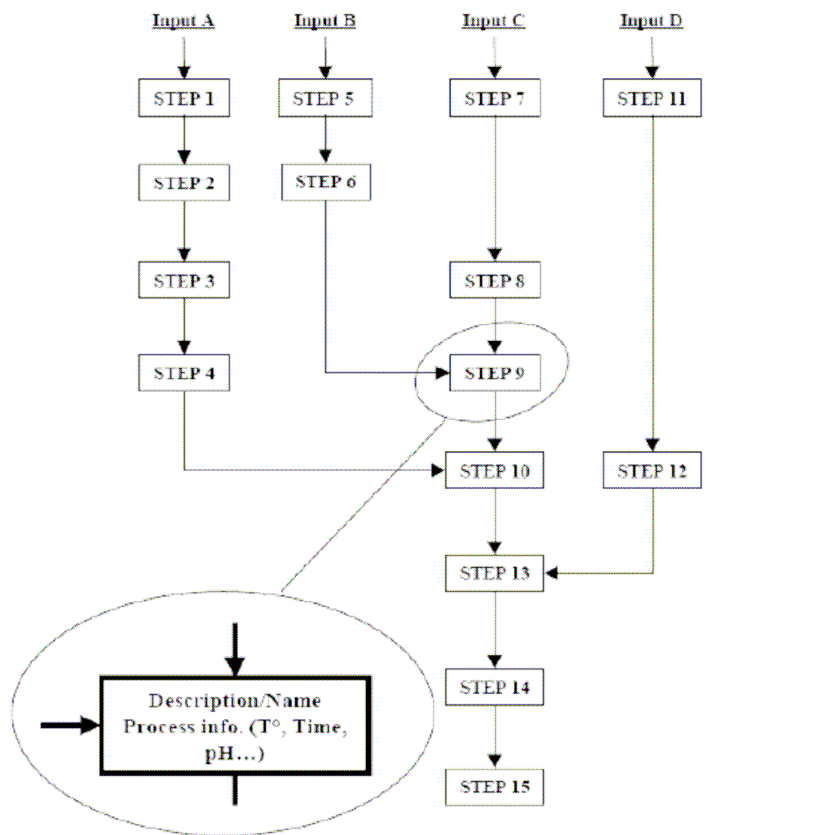 Input A
Input B
Input C
Input D
STEP 1
STEP 5
STEP 7
STEP 11
STEP 2
STEP 6
STEP 3
STEP 8
STEP 4
STEP 9
STEP 10
STEP 12
STEP 13
STEP 14
STEP 15
Description/Name
Process info. (T°, Time,
pH…)